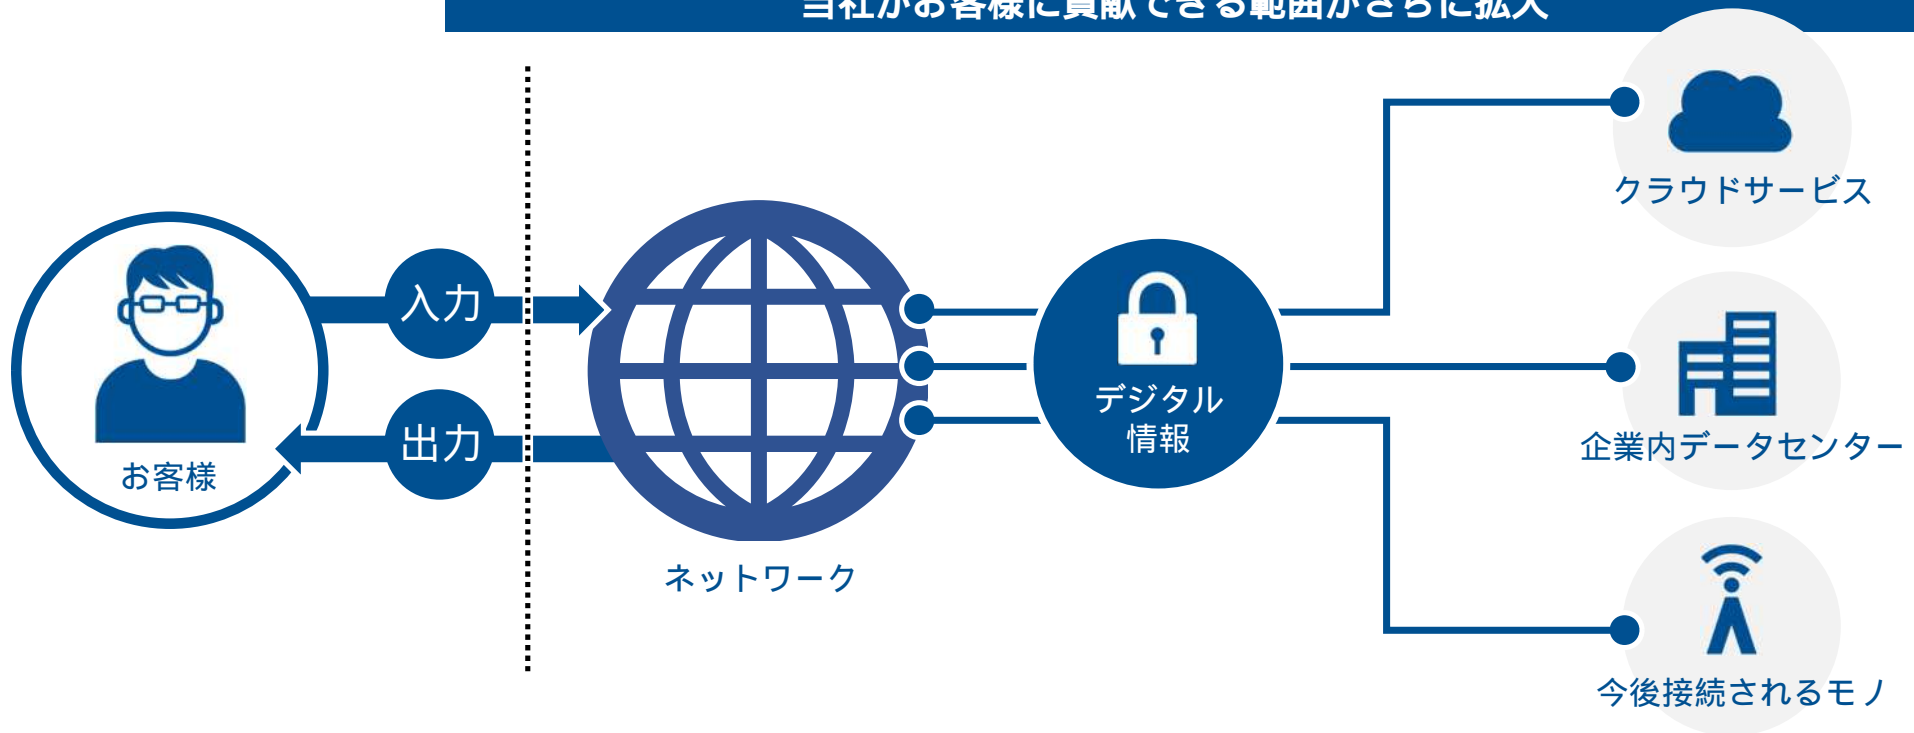 当社がお客様に貢献できる範囲がさらに拡大
クラウドサービス
入力
デジタル
情報
出力
企業内データセンター
お客様
ネットワーク
今後接続されるモノ